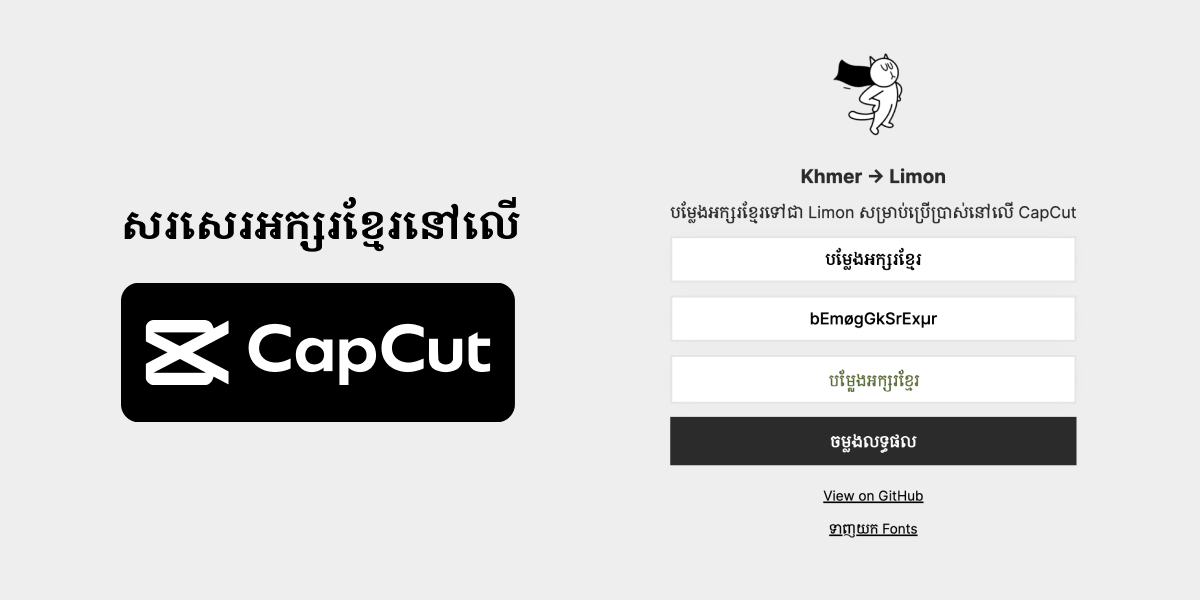 សរសេរអក្សរខ្មែរនៅលើ
CapCut
Khmer → Limon
បម្លែងអក្សរខ្មែរទៅជា Limon សម្រាប់ប្រើប្រាស់នៅលើ CapCut
បម្លែងអក្សរខ្មែរ
bEmøgGkSrExµr
បម្លែងអក្សរខ្មែរ
ចម្លងលទ្ធផល
View on GitHub
ទាញយក Fonts